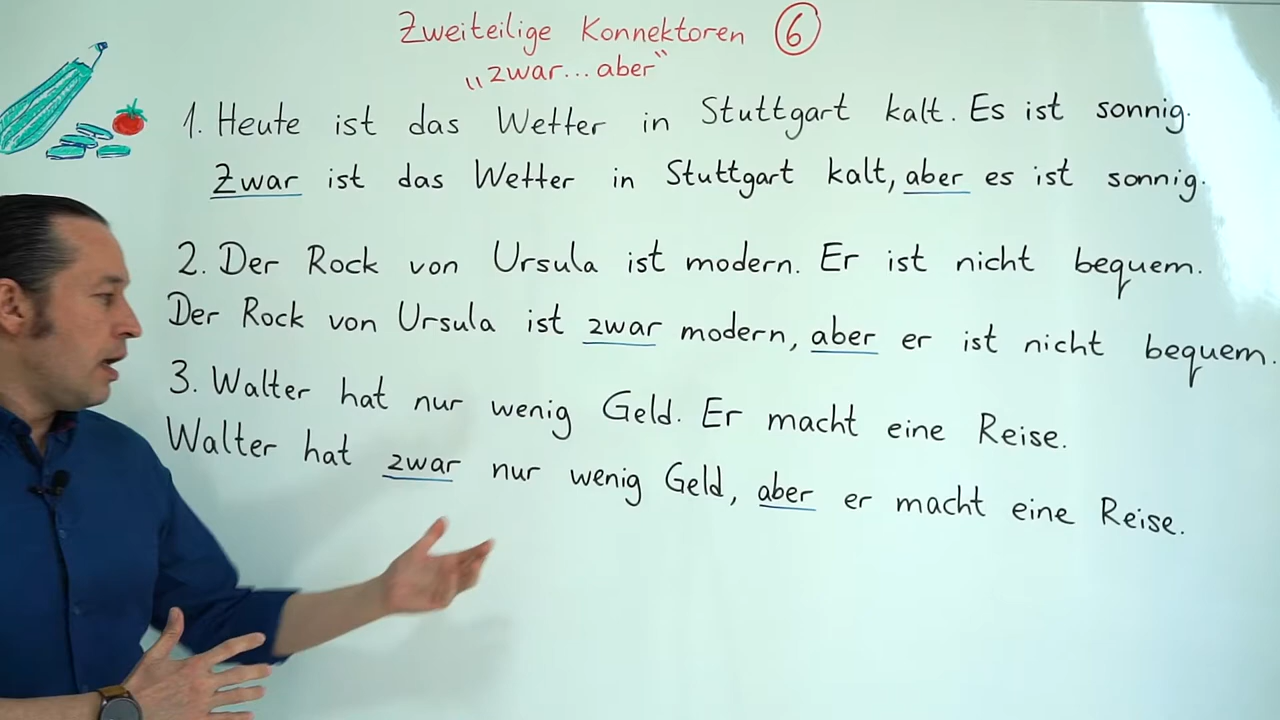 Zweiteilige Konnektoren 6
„zwar...aber“
1. Heute ist das Wetter in Stuttgart kalt. Es ist sonnig.
Zwar ist das Wetter in Stuttgart kalt, aber es ist sonnig.
2. Der Rock von Ursula ist modern. Er ist nicht bequem.
Der Rock von Ursula ist zwar modern, aber er ist nicht bequem.
3. Walter hat nur wenig Geld. Er macht eine Reise.
Walter hat zwar nur wenig Geld, aber er macht eine Reise.